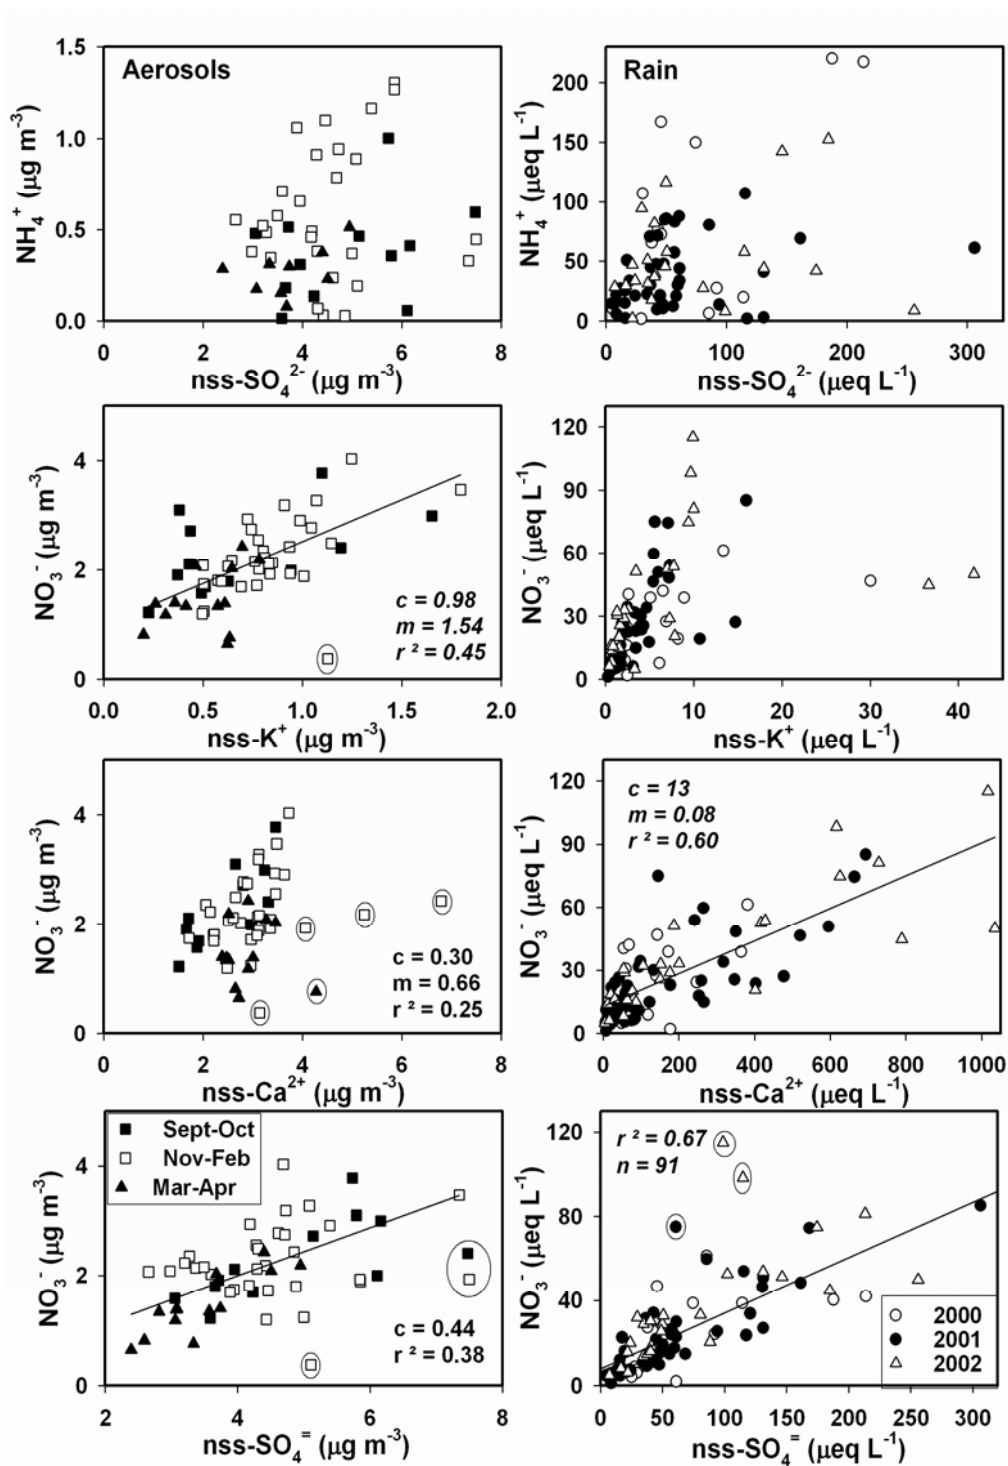 Aerosols
1.5
1.0
0.5
0.0
NH₄⁺ (μg m⁻³)
2 4 6 8
nss-SO₄²⁻ (μg m⁻³)
Rain
200
150
100
50
0
NH₄⁺ (μeq L⁻¹)
0 100 200 300
nss-SO₄²⁻ (μeq L⁻¹)
4
2
0
NO₃⁻ (μg m⁻³)
c = 0.98
m = 1.54
r² = 0.45
0.0 0.5 1.0 1.5 2.0
nss-K⁺ (μg m⁻³)
120
90
60
30
0
NO₃⁻ (μeq L⁻¹)
0 10 20 30 40
nss-K⁺ (μeq L⁻¹)
4
2
0
NO₃⁻ (μg m⁻³)
c = 0.30
m = 0.66
r² = 0.25
0 2 4 6 8
nss-Ca²⁺ (μg m⁻³)
c = 13
m = 0.08
r² = 0.60
120
90
60
30
0
NO₃⁻ (μeq L⁻¹)
0 200 400 600 800 1000
nss-Ca²⁺ (μeq L⁻¹)
Sept-Oct
Nov-Feb
Mar-Apr
4
2
0
NO₃⁻ (μg m⁻³)
c = 0.44
r² = 0.38
2 4 6 8
nss-SO₄⁼ (μg m⁻³)
r² = 0.67
n = 91
120
80
40
0
NO₃⁻ (μeq L⁻¹)
2000
2001
2002
0 50 100 150 200 250 300
nss-SO₄⁼ (μeq L⁻¹)